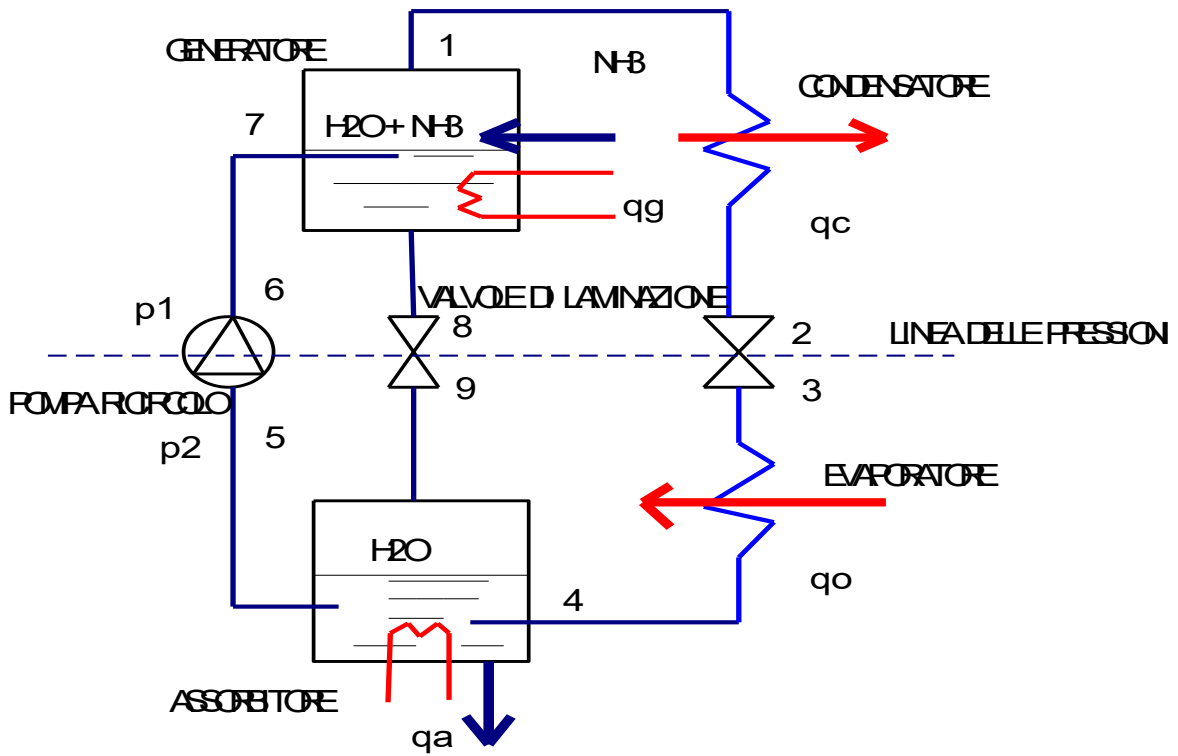 GENERATORE
1
NH3
CONDENSATORE
7
H2O+ NH3
qg
qc
6
p1
VALVOLE DI LAMINAZIONE
8
2
LINEA DELLE PRESSIONI
9
3
POMPA RICIRCOLO
p2
5
EVAPORATORE
H2O
4
qo
ASSORBITORE
qa